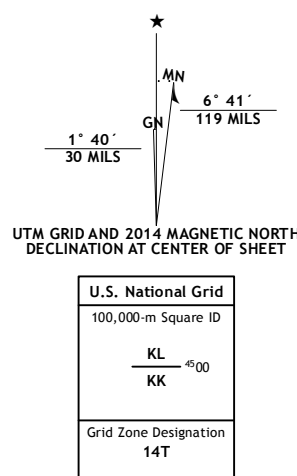 ★
MN
6° 41´
119 MILS
GN
1° 40´
30 MILS
UTM GRID AND 2014 MAGNETIC NORTH
DECLINATION AT CENTER OF SHEET
U.S. National Grid
100,000-m Square ID
KL
4500
KK
Grid Zone Designation
14T